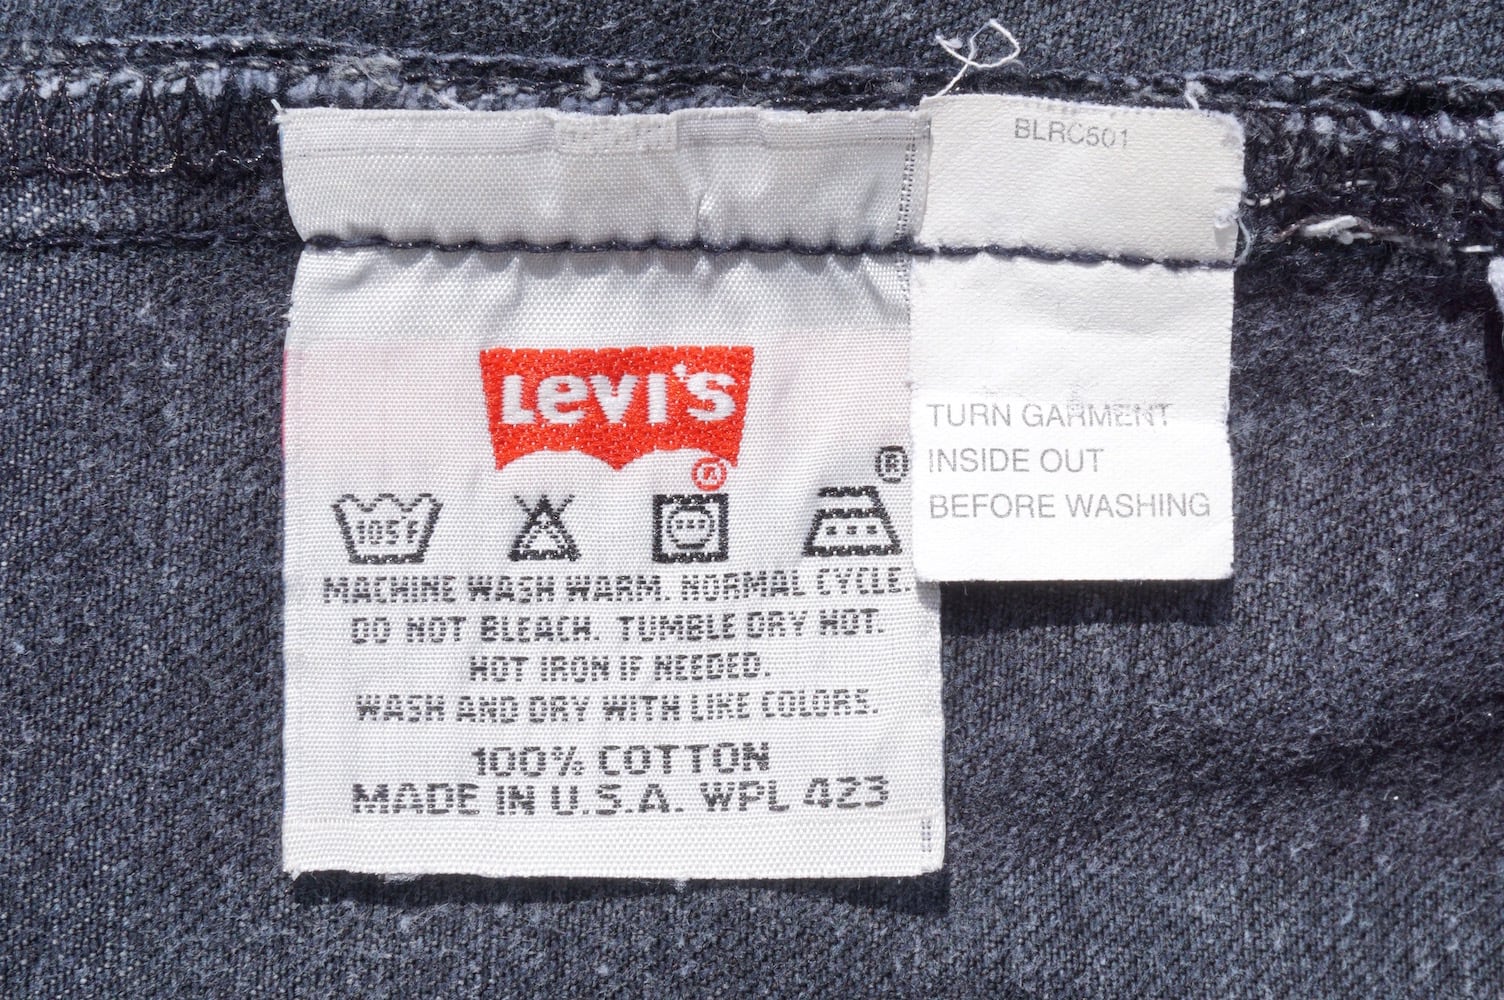 BLRC501
LEVI'S
®
®
105F
MACHINE WASH WARM. NORMAL CYCLE.
DO NOT BLEACH. TUMBLE DRY HOT.
HOT IRON IF NEEDED.
WASH AND DRY WITH LIKE COLORS.
100% COTTON
MADE IN U.S.A. WPL 423
TURN GARMENT
INSIDE OUT
BEFORE WASHING